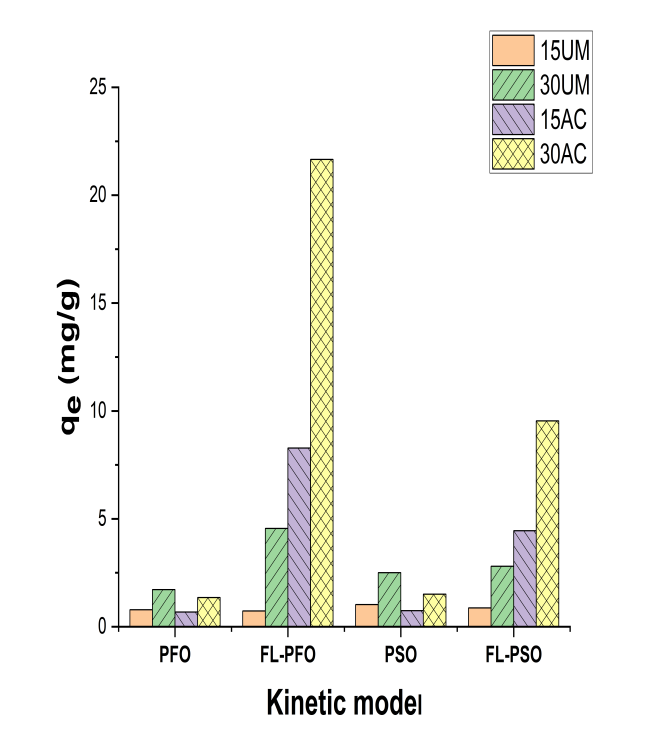 15UM
30UM
15AC
30AC
25
20
15
10
5
0
qe (mg/g)
PFO FL-PFO PSO FL-PSO
Kinetic model